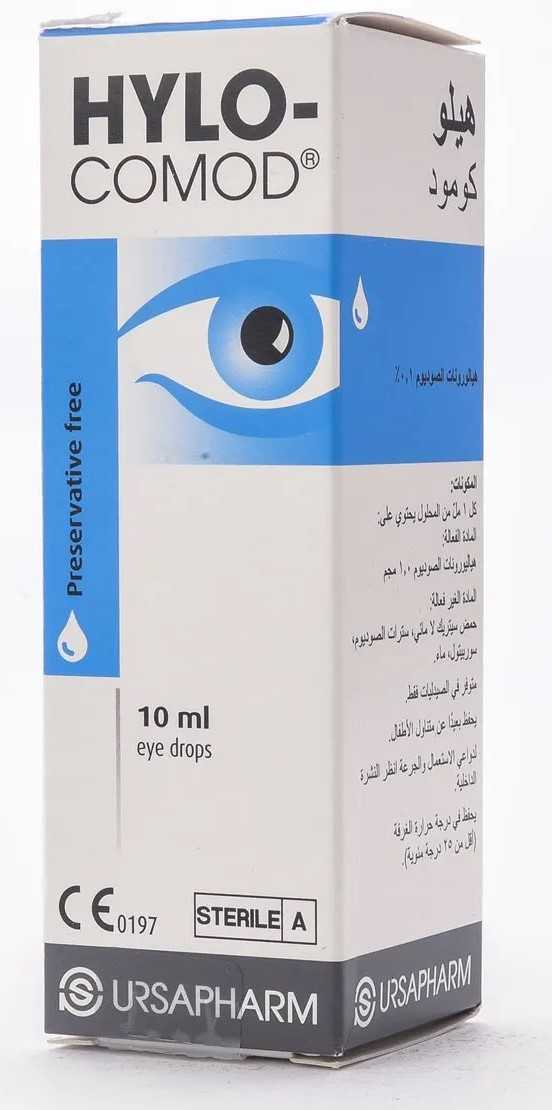 HYLO-
COMOD®
Preservative free
10 ml
eye drops
CE 0197
STERILE A
URSAPHARM
هيلو
كومود
هيالورونات الصوديوم ٠,١٪
المكونات:
كل ١ مل من المحلول يحتوي على:
المادة الفعالة:
هياليورونات الصوديوم ١,٠ مجم
المادة الغير فعالة:
حمض سيتريك لا مائي، سترات الصوديوم،
سوربيتول، ماء.
متوفر في الصيدليات فقط.
يحفظ بعيدًا عن متناول الأطفال.
لدواعي الاستعمال والجرعة انظر النشرة
الداخلية.
يحفظ في درجة حرارة الغرفة
(أقل من ٢٥ درجة مئوية).
URSAPHARM